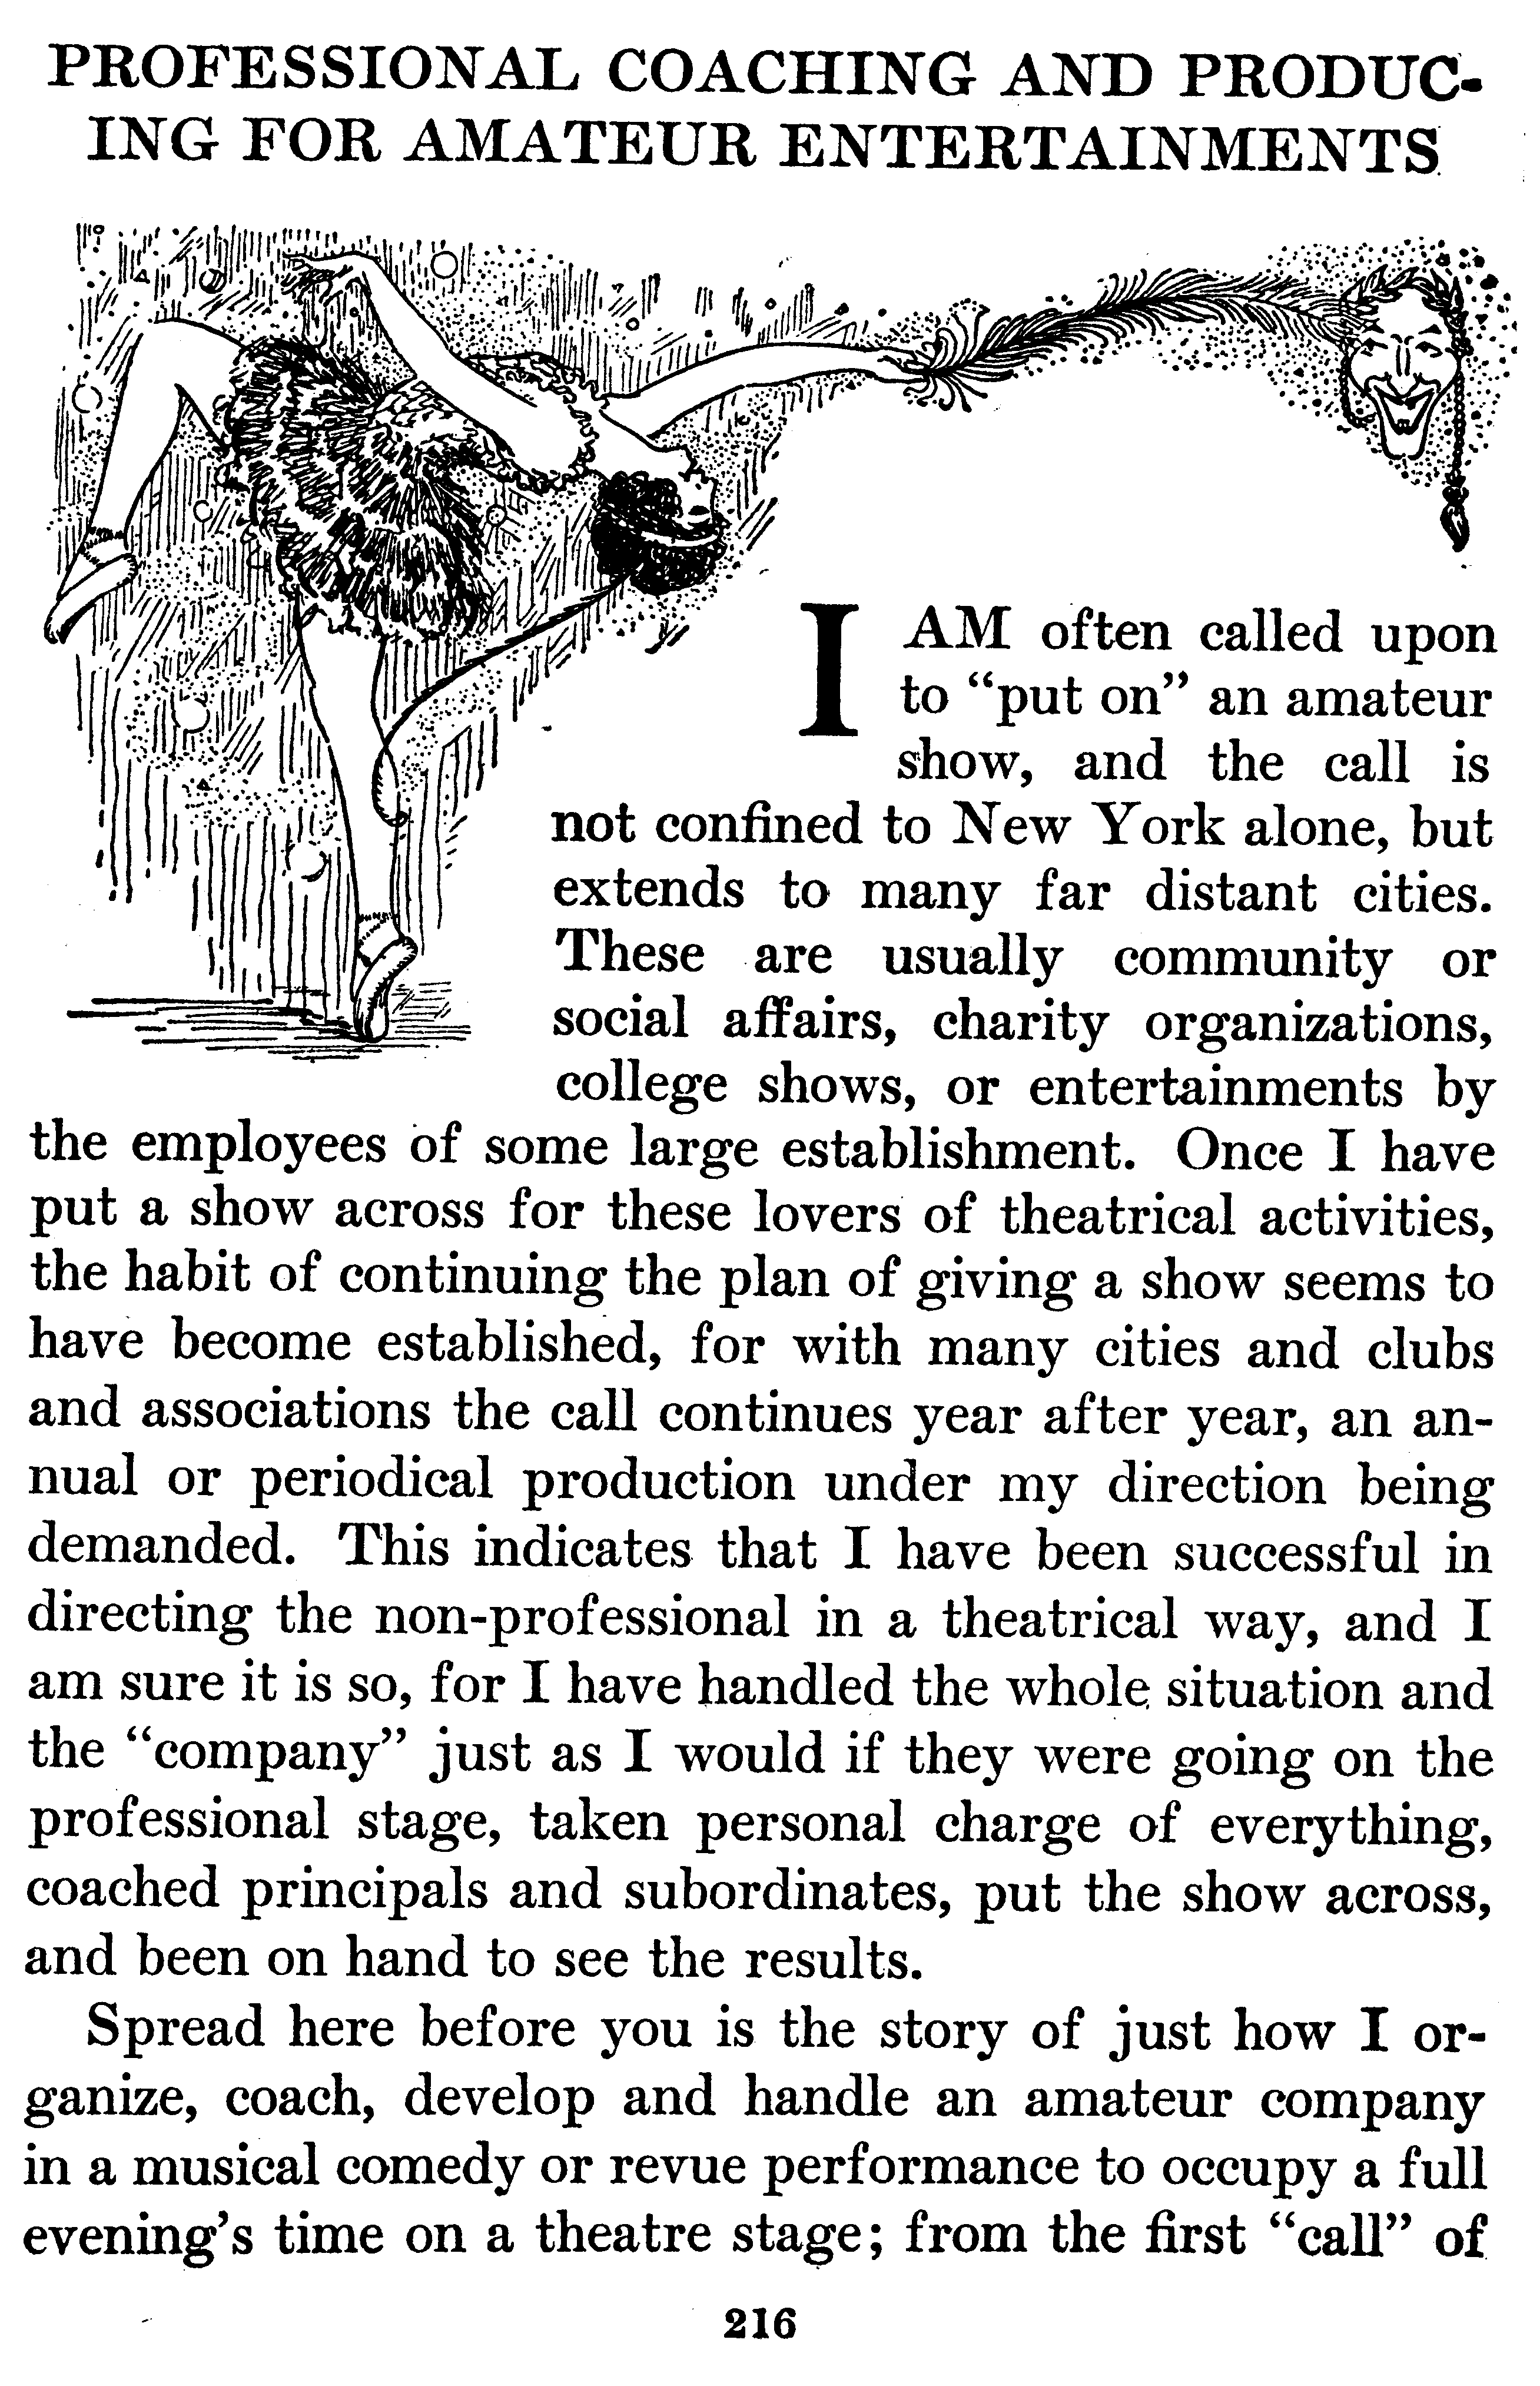 PROFESSIONAL COACHING AND PRODUC-
ING FOR AMATEUR ENTERTAINMENTS
I AM often called upon
to “put on” an amateur
show, and the call is
not confined to New York alone, but
extends to many far distant cities.
These are usually community or
social affairs, charity organizations,
college shows, or entertainments by
the employees of some large establishment. Once I have
put a show across for these lovers of theatrical activities,
the habit of continuing the plan of giving a show seems to
have become established, for with many cities and clubs
and associations the call continues year after year, an an-
nual or periodical production under my direction being
demanded. This indicates that I have been successful in
directing the non-professional in a theatrical way, and I
am sure it is so, for I have handled the whole situation and
the “company” just as I would if they were going on the
professional stage, taken personal charge of everything,
coached principals and subordinates, put the show across,
and been on hand to see the results.
Spread here before you is the story of just how I or-
ganize, coach, develop and handle an amateur company
in a musical comedy or revue performance to occupy a full
evening’s time on a theatre stage; from the first “call” of
216